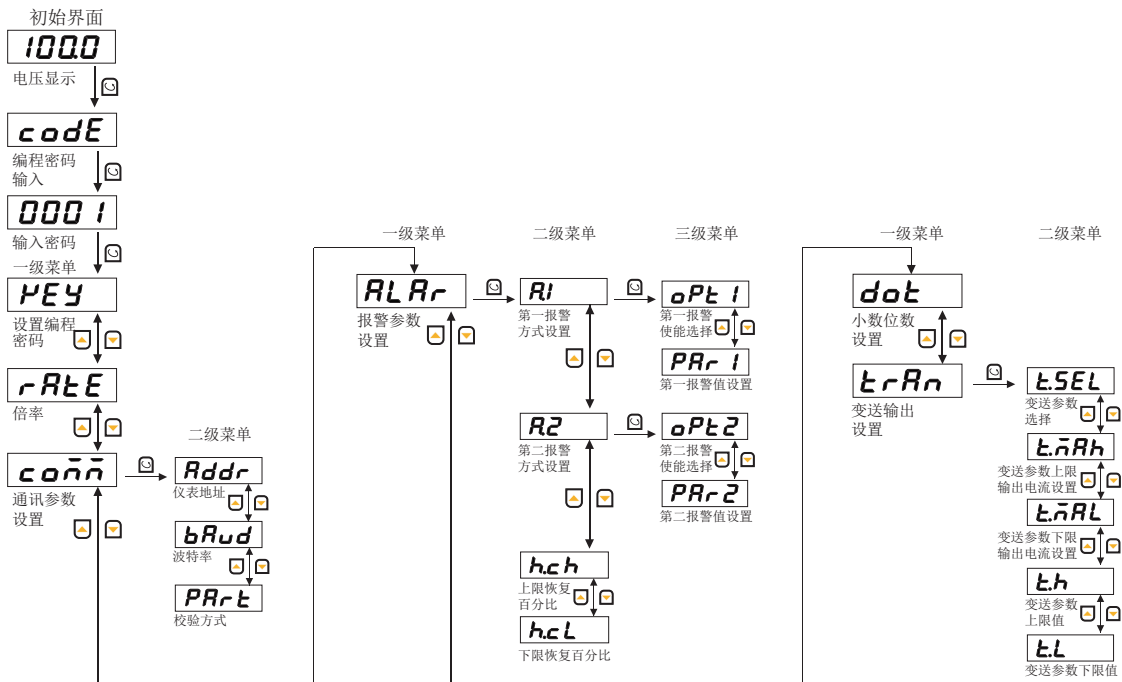 初始界面
100.0
电压显示
codE
编程密码
输入
0001
输入密码
一级菜单
KEY
设置编程
密码
rAtE
倍率
comm
通讯参数
设置
二级菜单
Addr
仪表地址
bAud
波特率
PArt
校验方式
一级菜单
ALAr
报警参数
设置
二级菜单
A.1
第一报警
方式设置
A.2
第二报警
方式设置
h.c h
上限恢复
百分比
h.c L
下限恢复百分比
三级菜单
oPt 1
第一报警
使能选择
PAr 1
第一报警值设置
oPt2
第二报警
使能选择
PAr2
第二报警值设置
一级菜单
dot
小数位数
设置
trAn
变送输出
设置
二级菜单
t.SEL
变送参数
选择
t.mAh
变送参数上限
输出电流设置
t.mAL
变送参数下限
输出电流设置
t.h
变送参数
上限值
t.L
变送参数下限值